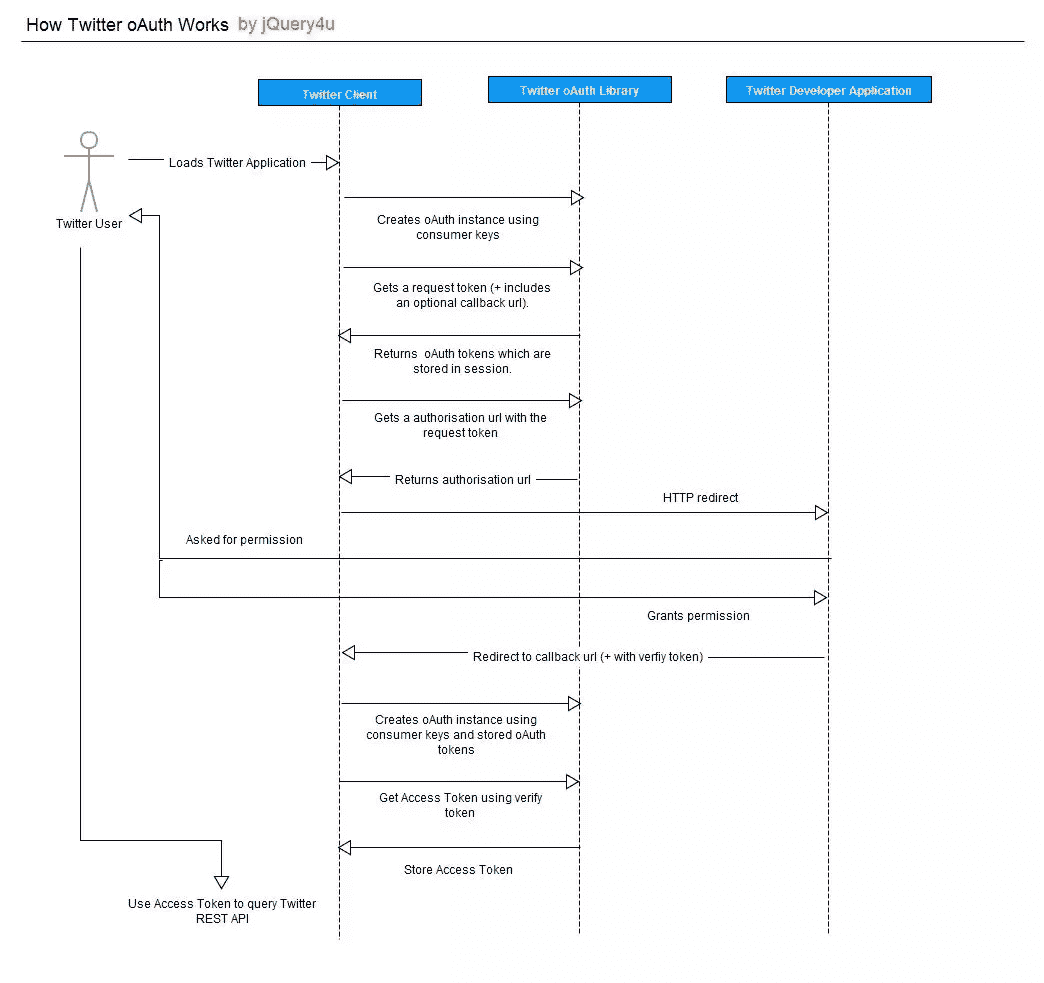 How Twitter oAuth Works by jQuery4u
Twitter Client
Twitter oAuth Library
Twitter Developer Application
Loads Twitter Application
Twitter User
Creates oAuth instance using
consumer keys
Gets a request token (+ includes
an optional callback url).
Returns oAuth tokens which are
stored in session.
Gets a authorisation url with the
request token
Returns authorisation url
HTTP redirect
Asked for permission
Grants permission
Redirect to callback url (+ with verfiy token)
Creates oAuth instance using
consumer keys and stored oAuth
tokens
Get Access Token using verify
token
Store Access Token
Use Access Token to query Twitter
REST API